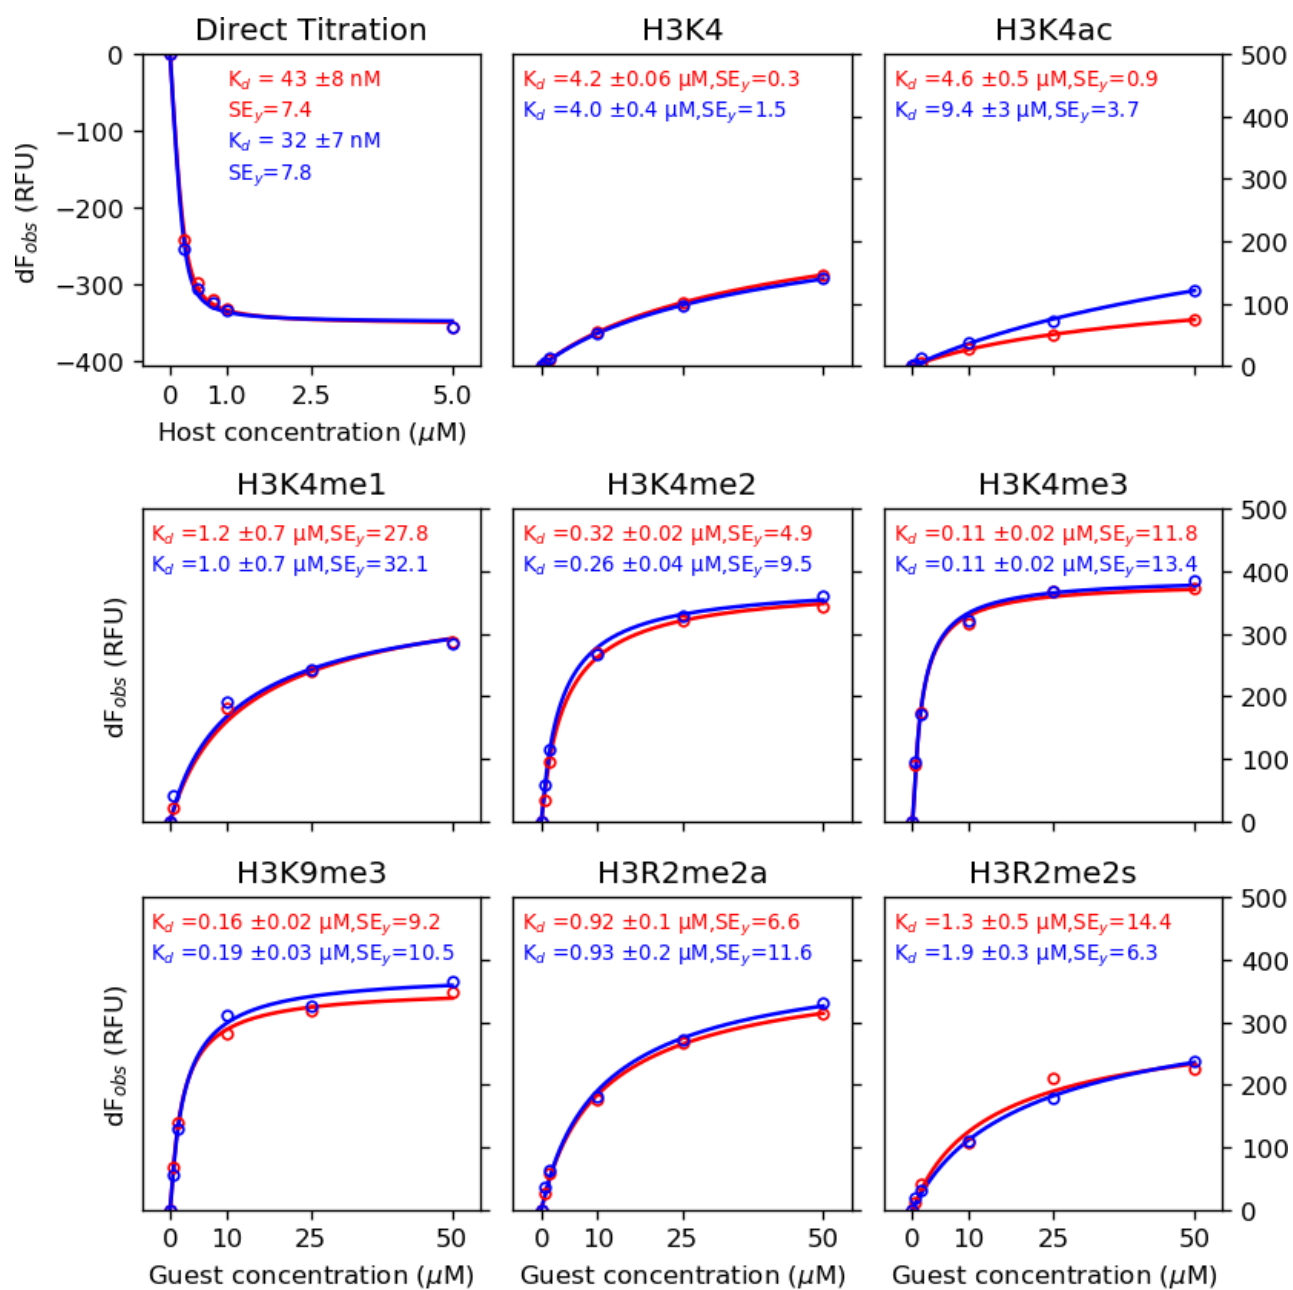 Direct Titration
H3K4
H3K4ac
dF_obs (RFU)
0
−100
−200
−300
−400
K_d = 43 ±8 nM
SE_y=7.4
K_d = 32 ±7 nM
SE_y=7.8
K_d =4.2 ±0.06 μM,SE_y=0.3
K_d =4.0 ±0.4 μM,SE_y=1.5
K_d =4.6 ±0.5 μM,SE_y=0.9
K_d =9.4 ±3 μM,SE_y=3.7
500
400
300
200
100
0
0 1.0 2.5 5.0
Host concentration (μM)
H3K4me1
H3K4me2
H3K4me3
dF_obs (RFU)
K_d =1.2 ±0.7 μM,SE_y=27.8
K_d =1.0 ±0.7 μM,SE_y=32.1
K_d =0.32 ±0.02 μM,SE_y=4.9
K_d =0.26 ±0.04 μM,SE_y=9.5
K_d =0.11 ±0.02 μM,SE_y=11.8
K_d =0.11 ±0.02 μM,SE_y=13.4
500
400
300
200
100
0
H3K9me3
H3R2me2a
H3R2me2s
dF_obs (RFU)
K_d =0.16 ±0.02 μM,SE_y=9.2
K_d =0.19 ±0.03 μM,SE_y=10.5
K_d =0.92 ±0.1 μM,SE_y=6.6
K_d =0.93 ±0.2 μM,SE_y=11.6
K_d =1.3 ±0.5 μM,SE_y=14.4
K_d =1.9 ±0.3 μM,SE_y=6.3
500
400
300
200
100
0
0 10 25 50
0 10 25 50
0 10 25 50
Guest concentration (μM)
Guest concentration (μM)
Guest concentration (μM)